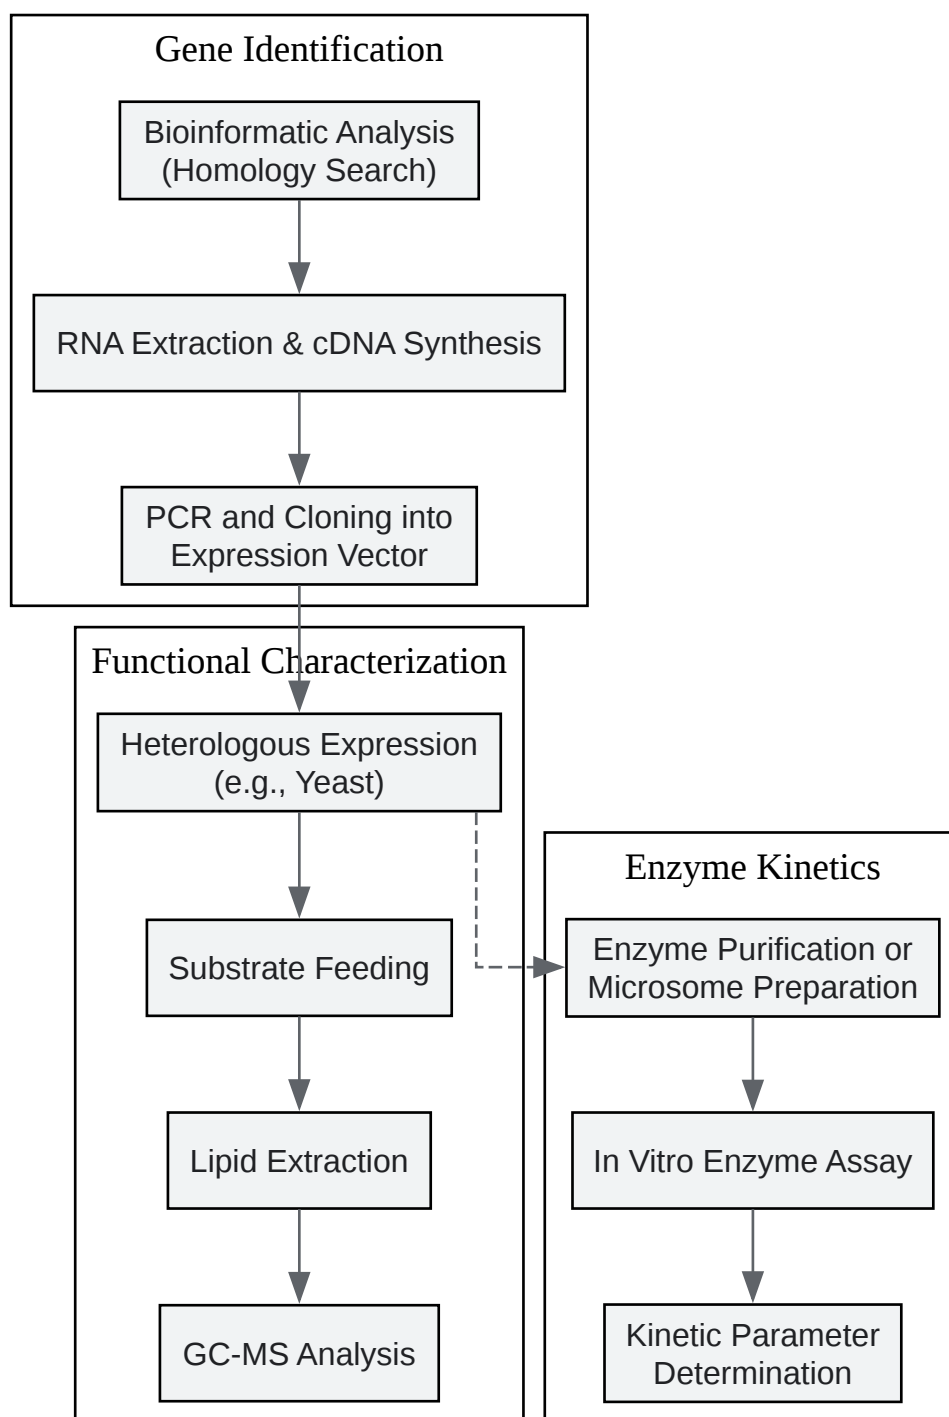 Gene Identification
Bioinformatic Analysis
(Homology Search)
RNA Extraction & cDNA Synthesis
PCR and Cloning into
Expression Vector
Functional Characterization
Heterologous Expression
(e.g., Yeast)
Substrate Feeding
Lipid Extraction
GC-MS Analysis
Enzyme Kinetics
Enzyme Purification or
Microsome Preparation
In Vitro Enzyme Assay
Kinetic Parameter
Determination